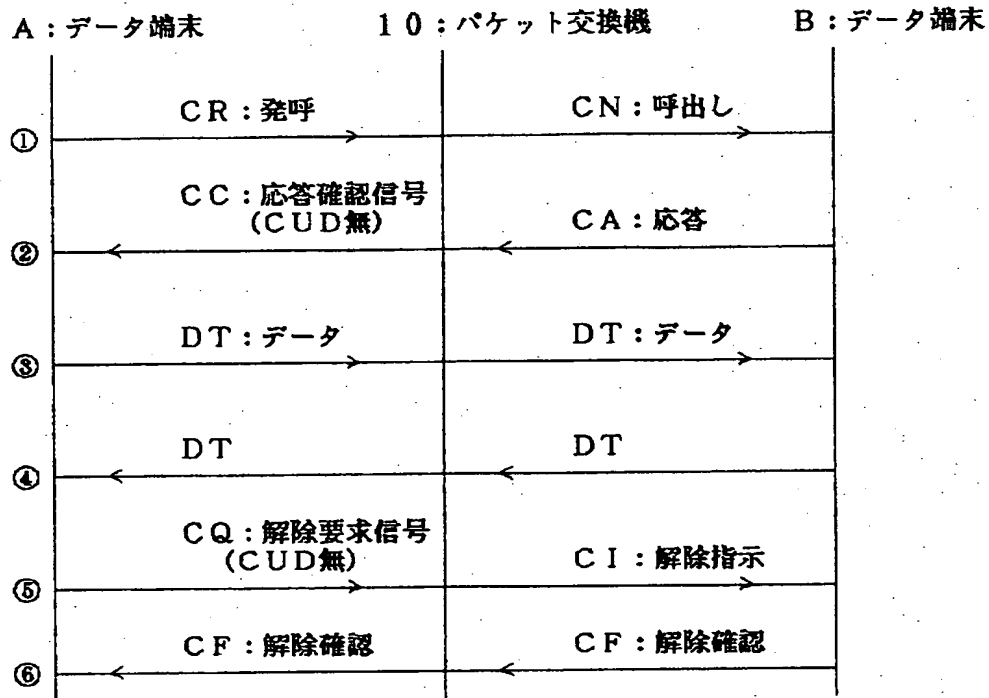 A:データ端末
10:パケット交換機
B:データ端末
CR:発呼
CN:呼出し
①
CC:応答確認信号
(CUD無)
CA:応答
②
DT:データ
DT:データ
③
DT
DT
④
CQ:解除要求信号
(CUD無)
CI:解除指示
⑤
CF:解除確認
CF:解除確認
⑥